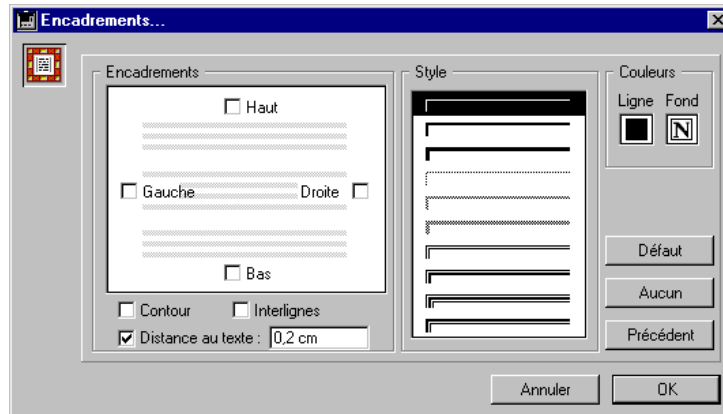 Encadrements...
Encadrements
Haut
Gauche
Droite
Bas
Contour
Interlignes
Distance au texte : 0,2 cm
Style
Couleurs
Ligne Fond
N
Défaut
Aucun
Précédent
Annuler
OK